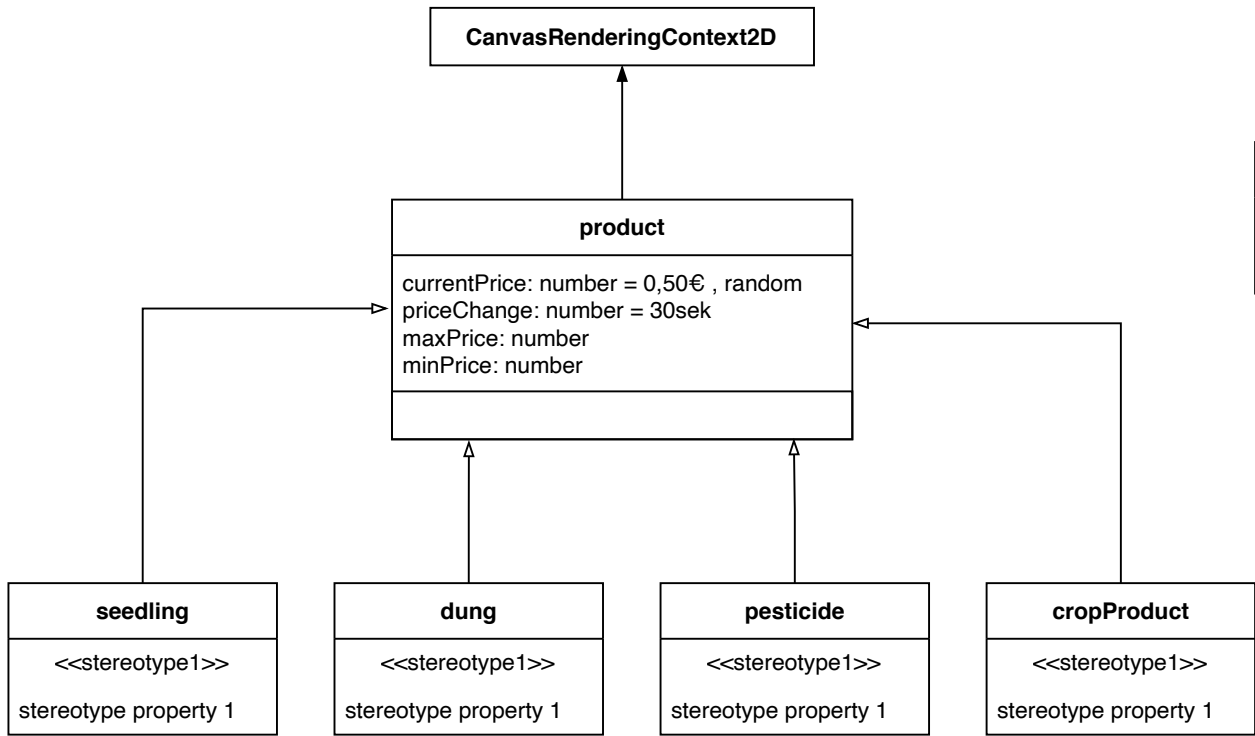 CanvasRenderingContext2D
product
currentPrice: number = 0,50€ , random
priceChange: number = 30sek
maxPrice: number
minPrice: number
seedling
<<stereotype1>>
stereotype property 1
dung
<<stereotype1>>
stereotype property 1
pesticide
<<stereotype1>>
stereotype property 1
cropProduct
<<stereotype1>>
stereotype property 1